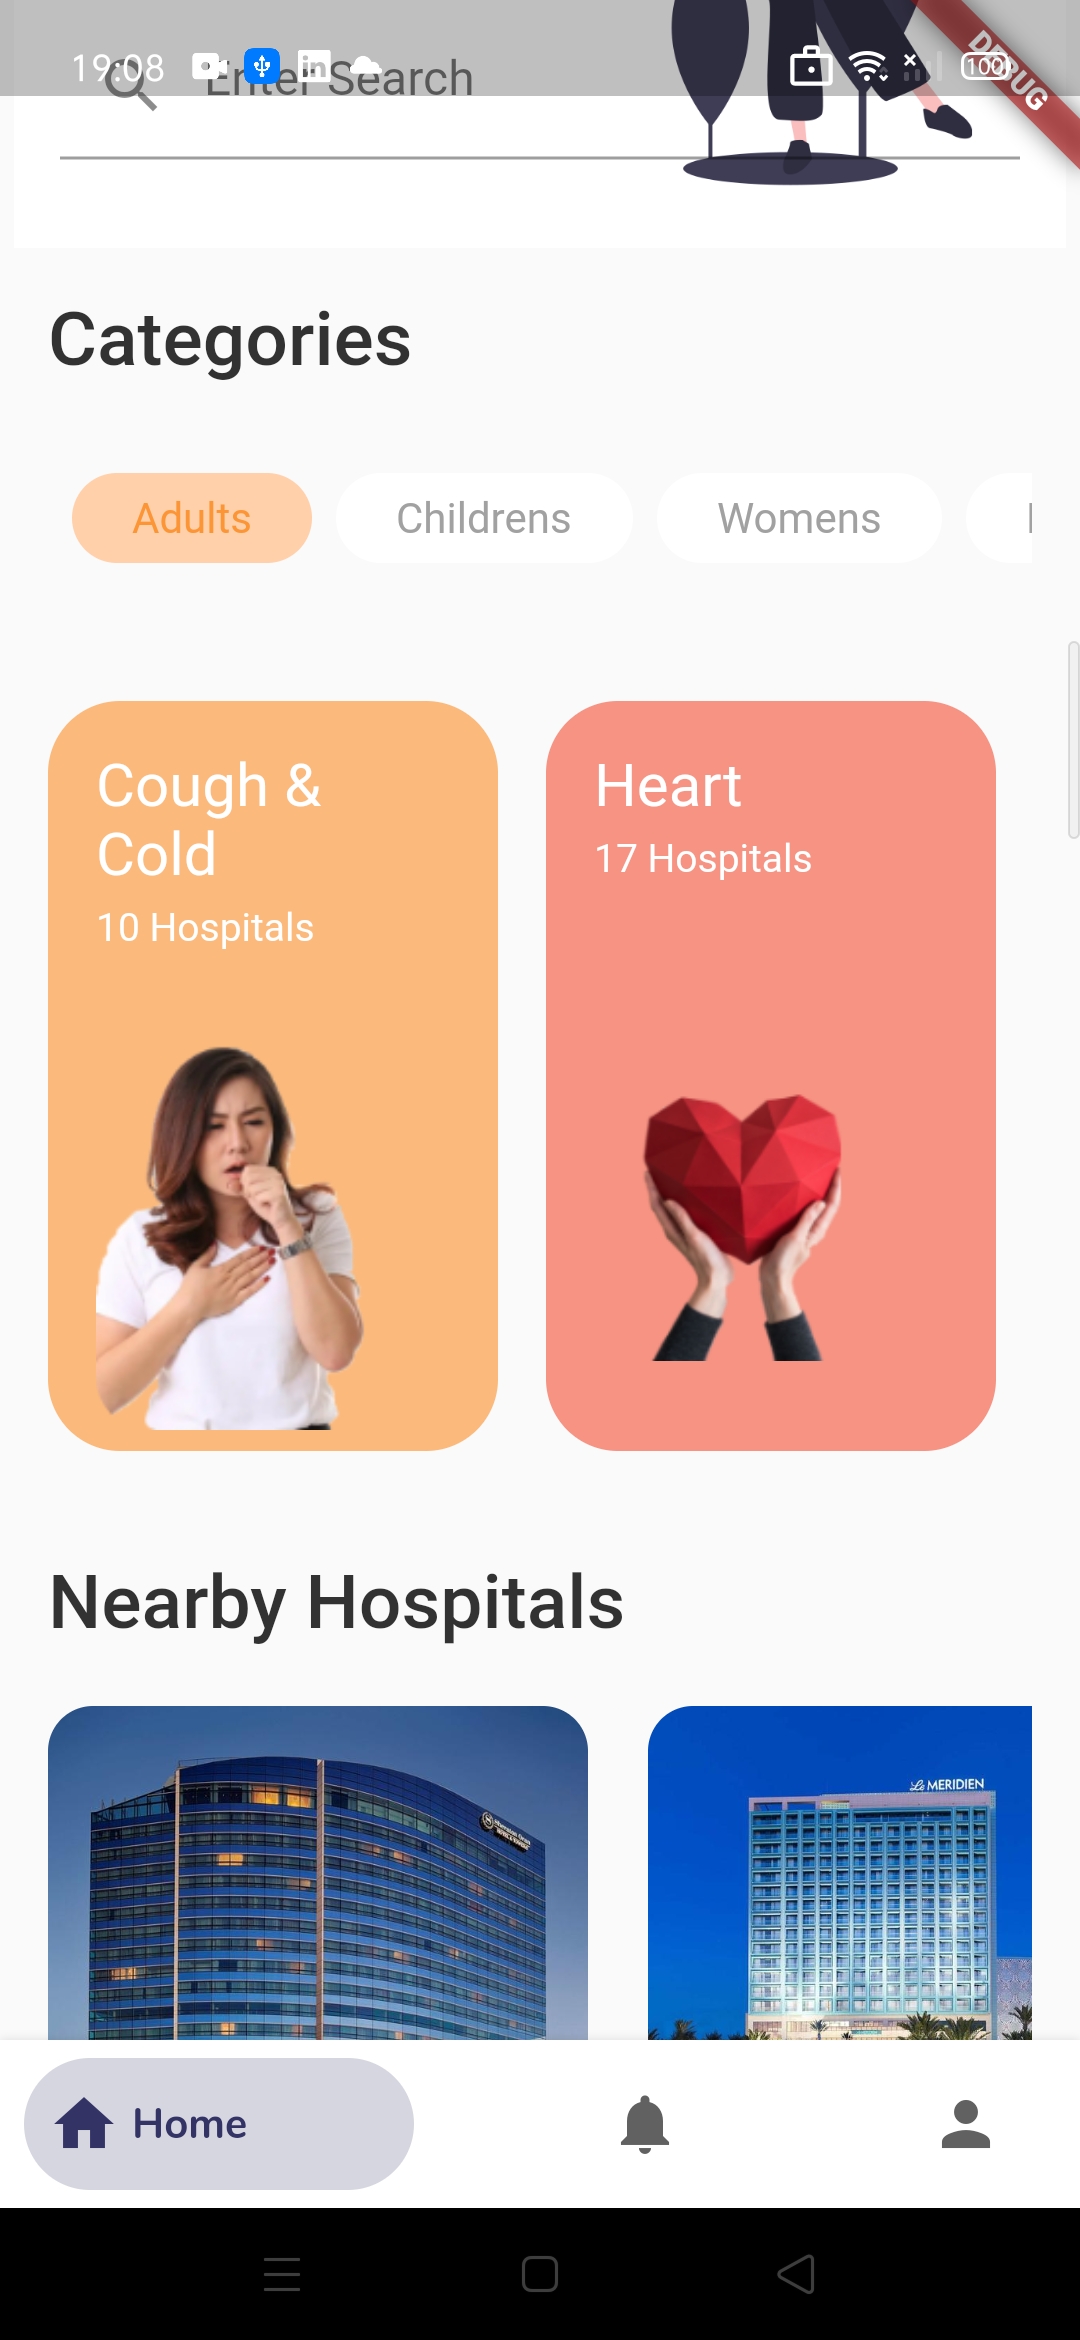 19:08
Enter Search
100
DEBUG
Categories
Adults
Childrens
Womens
Cough &
Cold
10 Hospitals
Heart
17 Hospitals
Nearby Hospitals
Le MERIDIEN
Home